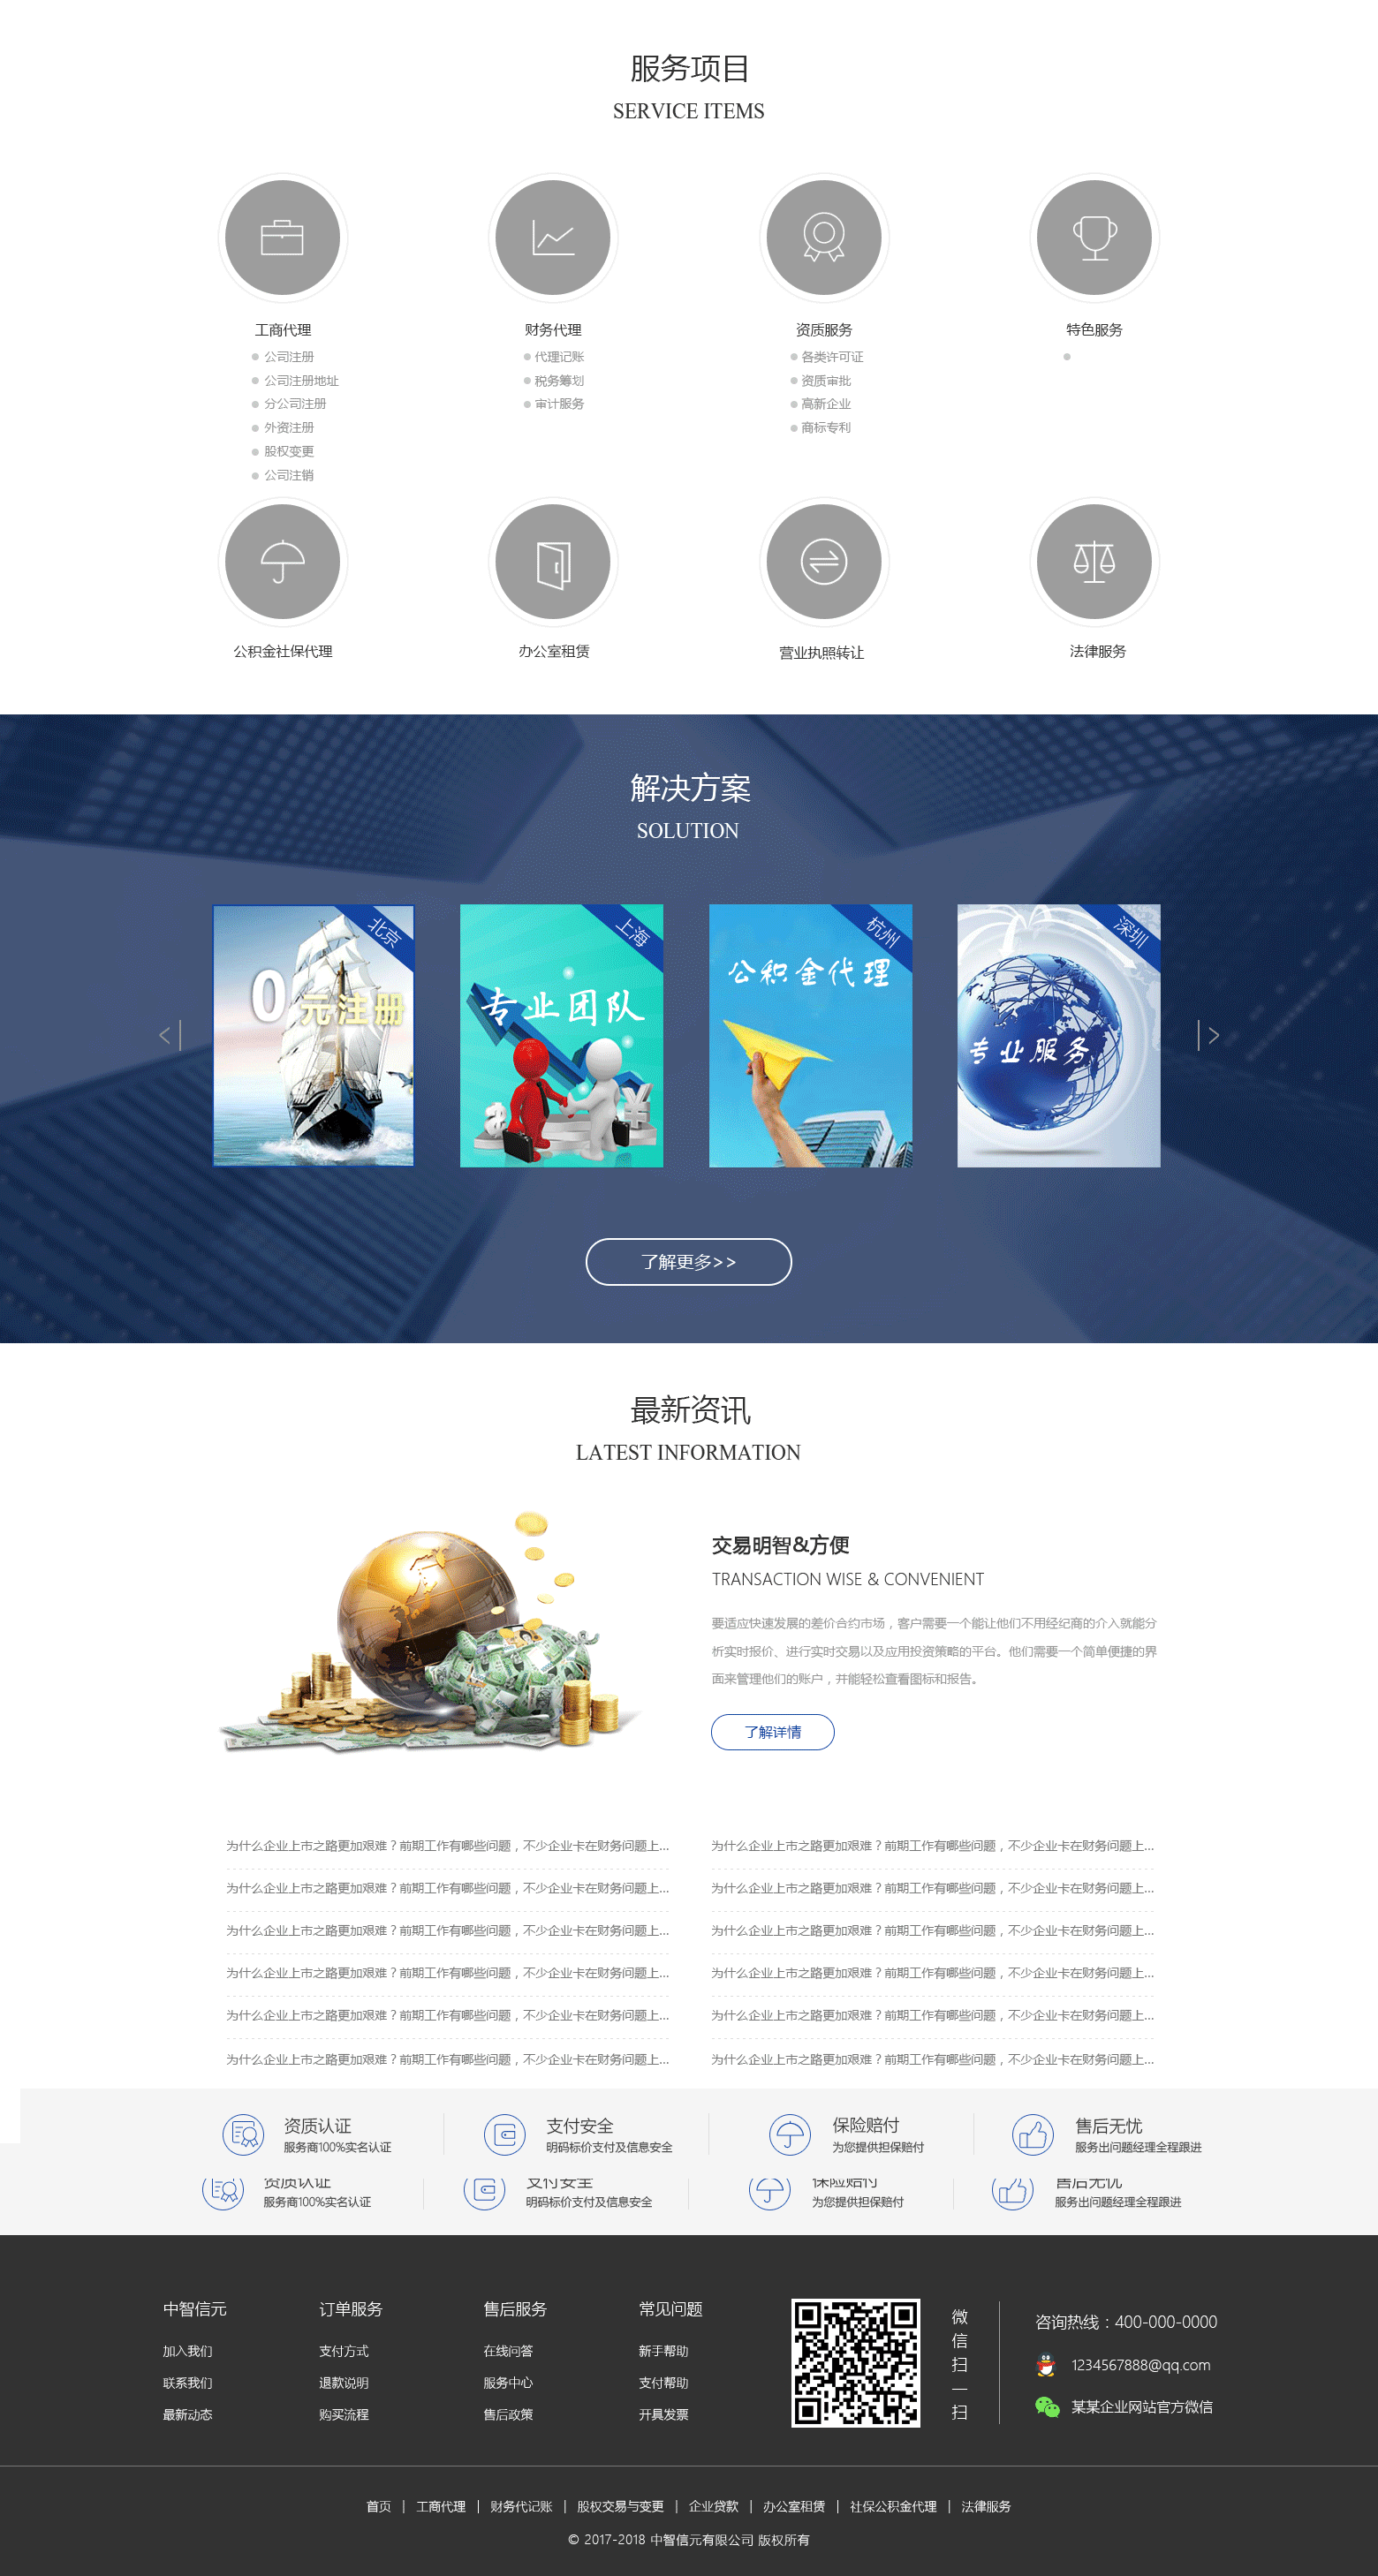 服务项目
SERVICE ITEMS
工商代理
公司注册
公司注册地址
分公司注册
外资注册
股权变更
公司注销
财务代理
代理记账
税务筹划
审计服务
资质服务
各类许可证
资质审批
高新企业
商标专利
特色服务
公积金社保代理
办公室租赁
营业执照转让
法律服务
解决方案
SOLUTION
北京
0元注册
上海
专业团队
杭州
公积金代理
深圳
专业服务
了解更多>>
最新资讯
LATEST INFORMATION
交易明智&方便
TRANSACTION WISE & CONVENIENT
要适应快速发展的差价合约市场，客户需要一个能让他们不用经纪商的介入就能分
析实时报价、进行实时交易以及应用投资策略的平台。他们需要一个简单便捷的界
面来管理他们的账户，并能轻松查看图标和报告。
了解详情
为什么企业上市之路更加艰难？前期工作有哪些问题，不少企业卡在财务问题上...
为什么企业上市之路更加艰难？前期工作有哪些问题，不少企业卡在财务问题上...
为什么企业上市之路更加艰难？前期工作有哪些问题，不少企业卡在财务问题上...
为什么企业上市之路更加艰难？前期工作有哪些问题，不少企业卡在财务问题上...
为什么企业上市之路更加艰难？前期工作有哪些问题，不少企业卡在财务问题上...
为什么企业上市之路更加艰难？前期工作有哪些问题，不少企业卡在财务问题上...
为什么企业上市之路更加艰难？前期工作有哪些问题，不少企业卡在财务问题上...
为什么企业上市之路更加艰难？前期工作有哪些问题，不少企业卡在财务问题上...
为什么企业上市之路更加艰难？前期工作有哪些问题，不少企业卡在财务问题上...
为什么企业上市之路更加艰难？前期工作有哪些问题，不少企业卡在财务问题上...
为什么企业上市之路更加艰难？前期工作有哪些问题，不少企业卡在财务问题上...
为什么企业上市之路更加艰难？前期工作有哪些问题，不少企业卡在财务问题上...
资质认证
服务商100%实名认证
支付安全
明码标价支付及信息安全
保险赔付
为您提供担保赔付
售后无忧
服务出问题经理全程跟进
资质认证
服务商100%实名认证
支付安全
明码标价支付及信息安全
保险赔付
为您提供担保赔付
售后无忧
服务出问题经理全程跟进
中智信元
加入我们
联系我们
最新动态
订单服务
支付方式
退款说明
购买流程
售后服务
在线问答
服务中心
售后政策
常见问题
新手帮助
支付帮助
开具发票
微信扫一扫
咨询热线：400-000-0000
1234567888@qq.com
某某企业网站官方微信
首页 | 工商代理 | 财务代记账 | 股权交易与变更 | 企业贷款 | 办公室租赁 | 社保公积金代理 | 法律服务
© 2017-2018 中智信元有限公司 版权所有